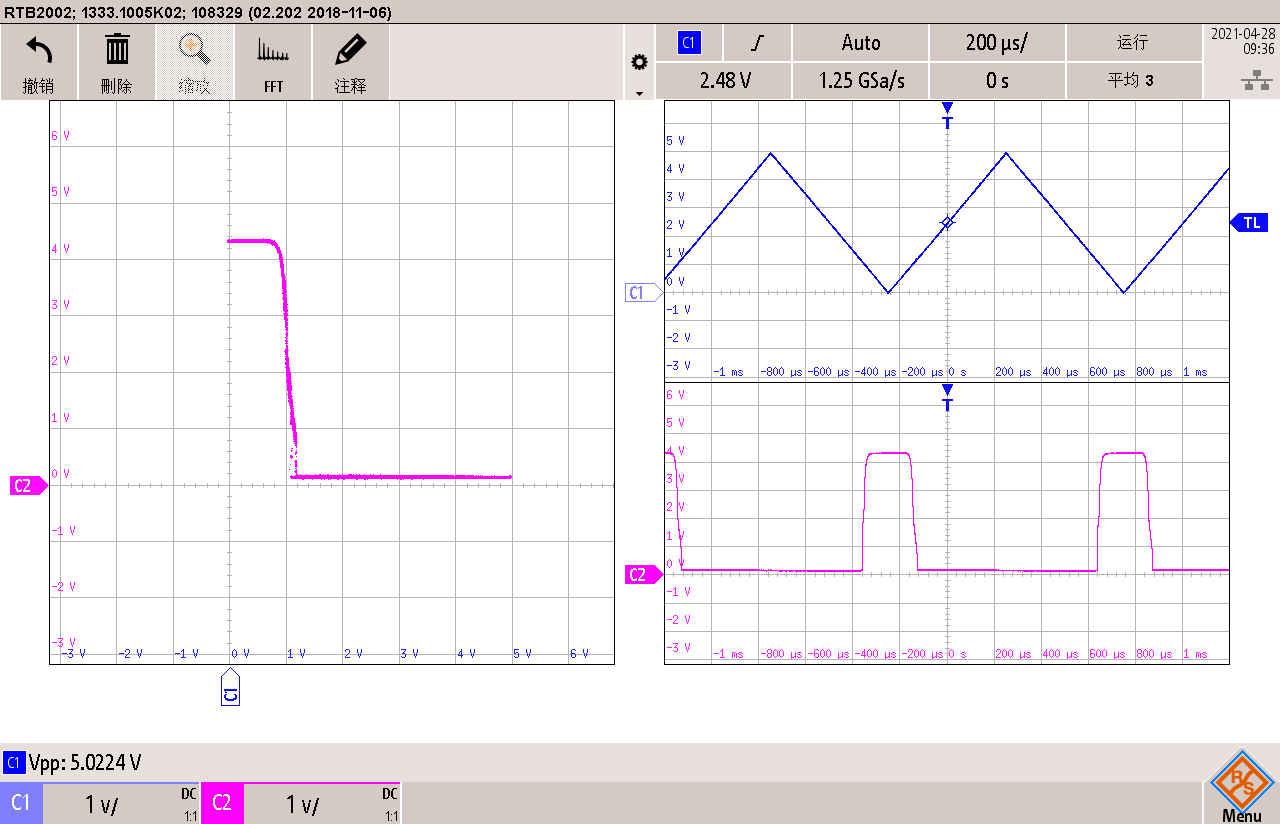 RTB2002; 1333.1005K02; 108329 (02.202 2018-11-06)
撤销 删除 缩放 FFT 注释
C1 Auto 200 µs/ 运行 2021-04-28
09:36
2.48 V 1.25 GSa/s 0 s 平均 3
6 V
5 V
4 V
3 V
2 V
1 V
0 V
-1 V
-2 V
-3 V
C2
-3 V -2 V -1 V 0 V 1 V 2 V 3 V 4 V 5 V 6 V
C1
T
5 V
4 V
3 V
2 V
1 V
0 V
-1 V
-2 V
-3 V
C1
TL
-1 ms -800 µs -600 µs -400 µs -200 µs 0 s 200 µs 400 µs 600 µs 800 µs 1 ms
T
6 V
5 V
4 V
3 V
2 V
1 V
0 V
-1 V
-2 V
-3 V
C2
-1 ms -800 µs -600 µs -400 µs -200 µs 0 s 200 µs 400 µs 600 µs 800 µs 1 ms
C1 Vpp: 5.0224 V
C1 1 V/ DC
1:1
C2 1 V/ DC
1:1
R S
Menu